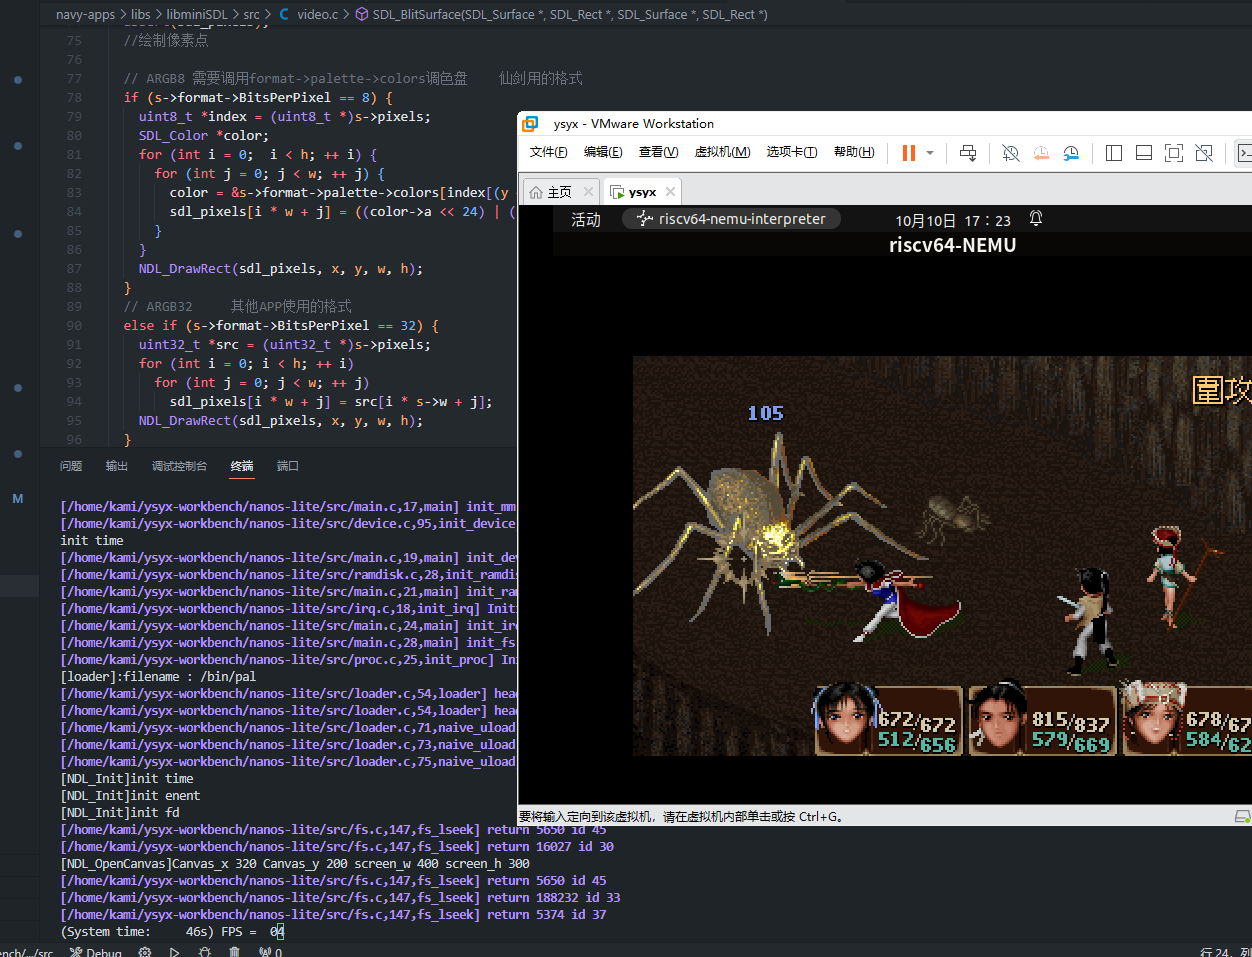 navy-apps > libs > libminiSDL > src > C video.c > SDL_BlitSurface(SDL_Surface *, SDL_Rect *, SDL_Surface *, SDL_Rect *)
75 //绘制像素点
76
77 // ARGB8 需要调用format->palette->colors调色盘 仙剑用的格式
78 if (s->format->BitsPerPixel == 8) {
79 uint8_t *index = (uint8_t *)s->pixels;
80 SDL_Color *color;
81 for (int i = 0; i < h; ++ i) {
82 for (int j = 0; j < w; ++ j) {
83 color = &s->format->palette->colors[index[(y
84 sdl_pixels[i * w + j] = ((color->a << 24) | (
85 }
86 }
87 NDL_DrawRect(sdl_pixels, x, y, w, h);
88 }
89 // ARGB32 其他APP使用的格式
90 else if (s->format->BitsPerPixel == 32) {
91 uint32_t *src = (uint32_t *)s->pixels;
92 for (int i = 0; i < h; ++ i)
93 for (int j = 0; j < w; ++ j)
94 sdl_pixels[i * w + j] = src[i * s->w + j];
95 NDL_DrawRect(sdl_pixels, x, y, w, h);
96 }
问题 输出 调试控制台 终端 端口
M
[/home/kami/ysyx-workbench/nanos-lite/src/main.c,17,main] init_mm
[/home/kami/ysyx-workbench/nanos-lite/src/device.c,95,init_device
init time
[/home/kami/ysyx-workbench/nanos-lite/src/main.c,19,main] init_dev
[/home/kami/ysyx-workbench/nanos-lite/src/ramdisk.c,28,init_ramdis
[/home/kami/ysyx-workbench/nanos-lite/src/main.c,21,main] init_ram
[/home/kami/ysyx-workbench/nanos-lite/src/irq.c,18,init_irq] Initi
[/home/kami/ysyx-workbench/nanos-lite/src/main.c,24,main] init_irq
[/home/kami/ysyx-workbench/nanos-lite/src/main.c,28,main] init_fs
[/home/kami/ysyx-workbench/nanos-lite/src/proc.c,25,init_proc] Ini
[loader]:filename : /bin/pal
[/home/kami/ysyx-workbench/nanos-lite/src/loader.c,54,loader] head
[/home/kami/ysyx-workbench/nanos-lite/src/loader.c,54,loader] head
[/home/kami/ysyx-workbench/nanos-lite/src/loader.c,71,naive_uload]
[/home/kami/ysyx-workbench/nanos-lite/src/loader.c,73,naive_uload]
[/home/kami/ysyx-workbench/nanos-lite/src/loader.c,75,naive_uload]
[NDL_Init]init time
[NDL_Init]init enent
[NDL_Init]init fd
[/home/kami/ysyx-workbench/nanos-lite/src/fs.c,147,fs_lseek] return 5650 id 45
[/home/kami/ysyx-workbench/nanos-lite/src/fs.c,147,fs_lseek] return 16027 id 30
[NDL_OpenCanvas]Canvas_x 320 Canvas_y 200 screen_w 400 screen_h 300
[/home/kami/ysyx-workbench/nanos-lite/src/fs.c,147,fs_lseek] return 5650 id 45
[/home/kami/ysyx-workbench/nanos-lite/src/fs.c,147,fs_lseek] return 188232 id 33
[/home/kami/ysyx-workbench/nanos-lite/src/fs.c,147,fs_lseek] return 5374 id 37
(System time: 46s) FPS = 04
ench/.../src Debug 0 行 24，列
ysyx - VMware Workstation
文件(F) 编辑(E) 查看(V) 虚拟机(M) 选项卡(T) 帮助(H)
主页 ysyx
活动 riscv64-nemu-interpreter 10月10日 17：23
riscv64-NEMU
圍攻
105
672/672 815/837 678/67
512/656 579/669 584/62
要将输入定向到该虚拟机，请在虚拟机内部单击或按 Ctrl+G。